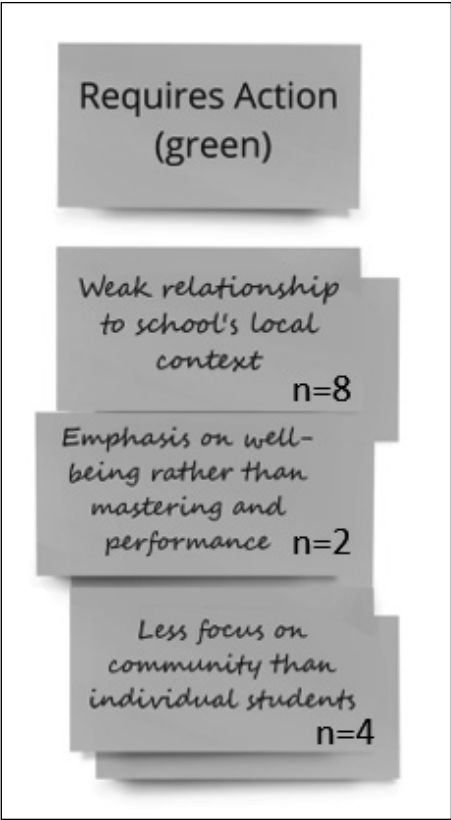 Requires Action
(green)
Weak relationship
to school's local
context
n=8
Emphasis on well-
being rather than
mastering and
performance n=2
Less focus on
community than
individual students
n=4